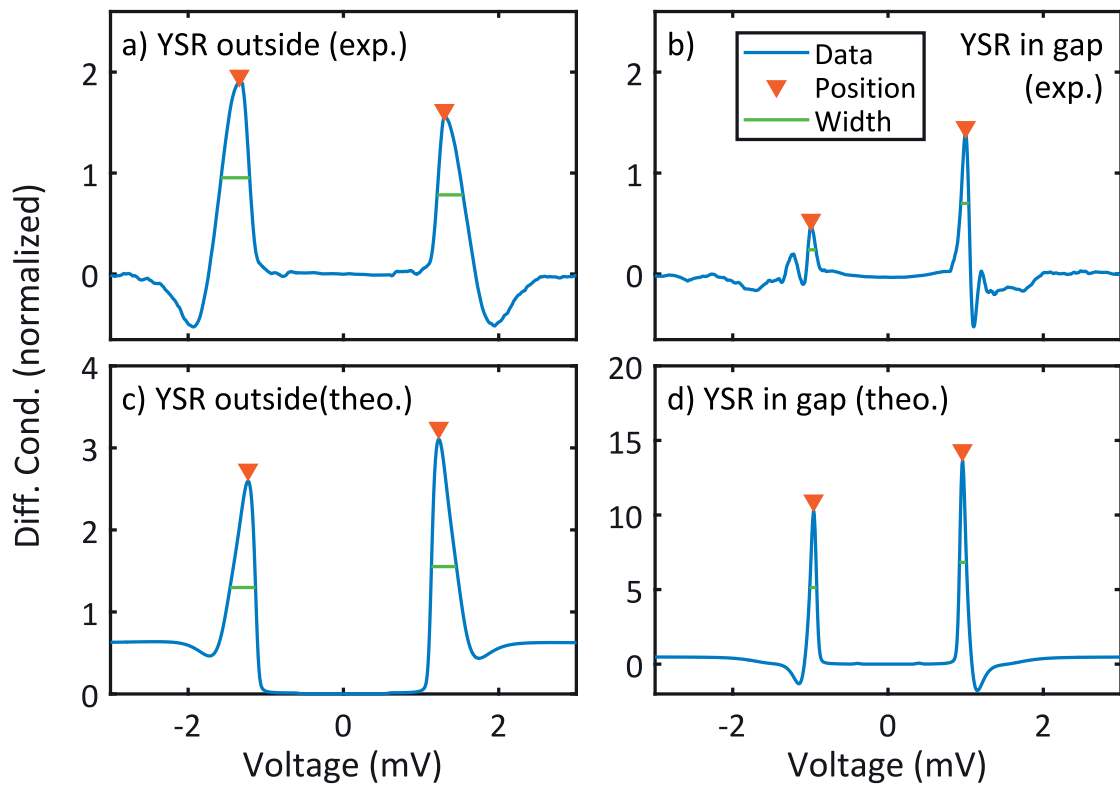 a) YSR outside (exp.)
2
1
0
b)
YSR in gap
(exp.)
Data
Position
Width
2
1
0
Diff. Cond. (normalized)
c) YSR outside(theo.)
4
3
2
1
0
-2
0
2
Voltage (mV)
d) YSR in gap (theo.)
20
15
10
5
0
-2
0
2
Voltage (mV)